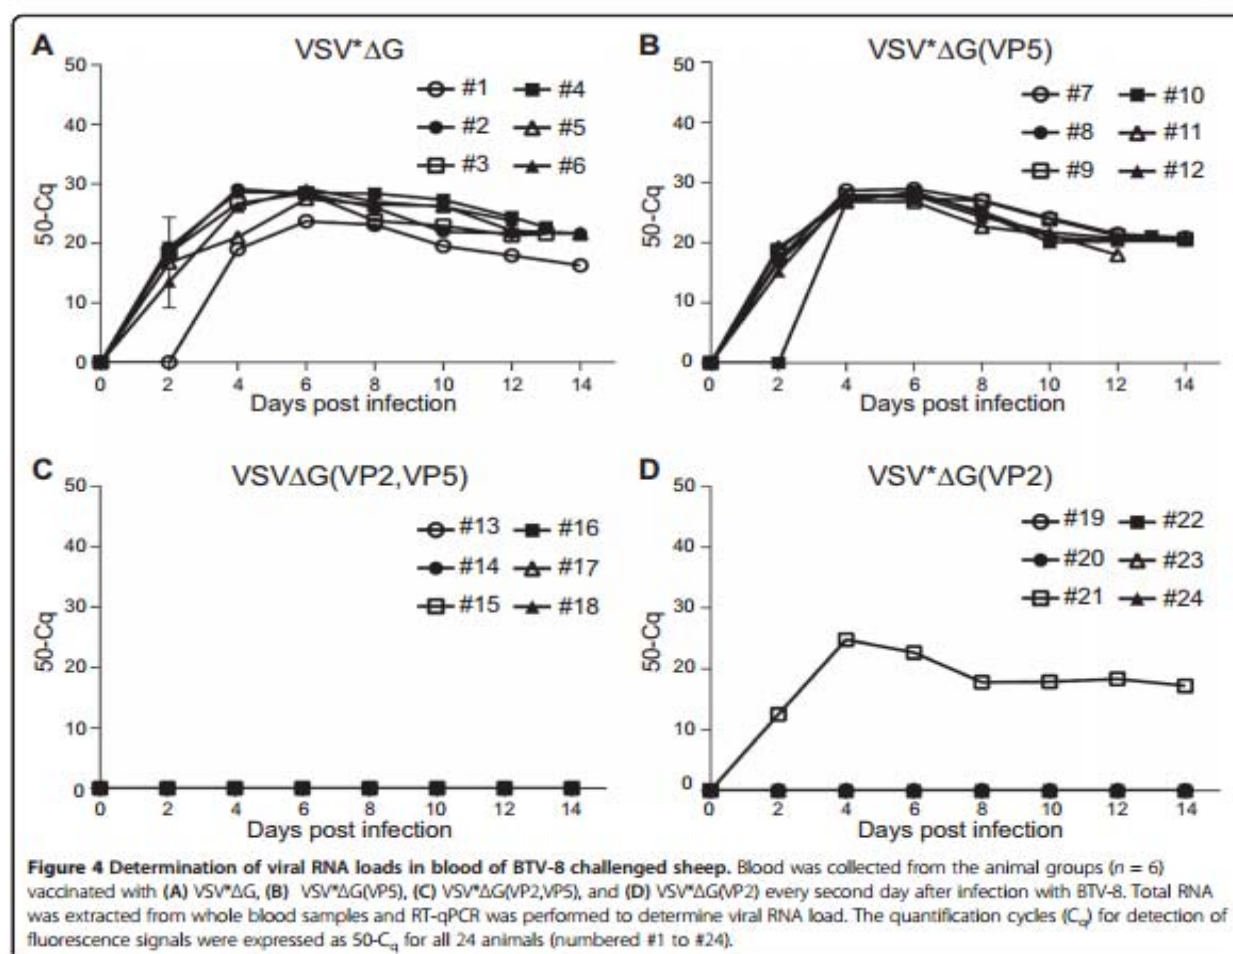 A
VSV*ΔG
50
40
30
20
10
0
50-Cq
#1
#2
#3
#4
#5
#6
0 2 4 6 8 10 12 14
Days post infection
B
VSV*ΔG(VP5)
50
40
30
20
10
0
50-Cq
#7
#8
#9
#10
#11
#12
0 2 4 6 8 10 12 14
Days post infection
C
VSVΔG(VP2,VP5)
50
40
30
20
10
0
50-Cq
#13
#14
#15
#16
#17
#18
0 2 4 6 8 10 12 14
Days post infection
D
VSV*ΔG(VP2)
50
40
30
20
10
0
50-Cq
#19
#20
#21
#22
#23
#24
0 2 4 6 8 10 12 14
Days post infection
Figure 4 Determination of viral RNA loads in blood of BTV-8 challenged sheep. Blood was collected from the animal groups (n = 6)
vaccinated with (A) VSV*ΔG, (B) VSV*ΔG(VP5), (C) VSV*ΔG(VP2,VP5), and (D) VSV*ΔG(VP2) every second day after infection with BTV-8. Total RNA
was extracted from whole blood samples and RT-qPCR was performed to determine viral RNA load. The quantification cycles (Cq) for detection of
fluorescence signals were expressed as 50-Cq for all 24 animals (numbered #1 to #24).